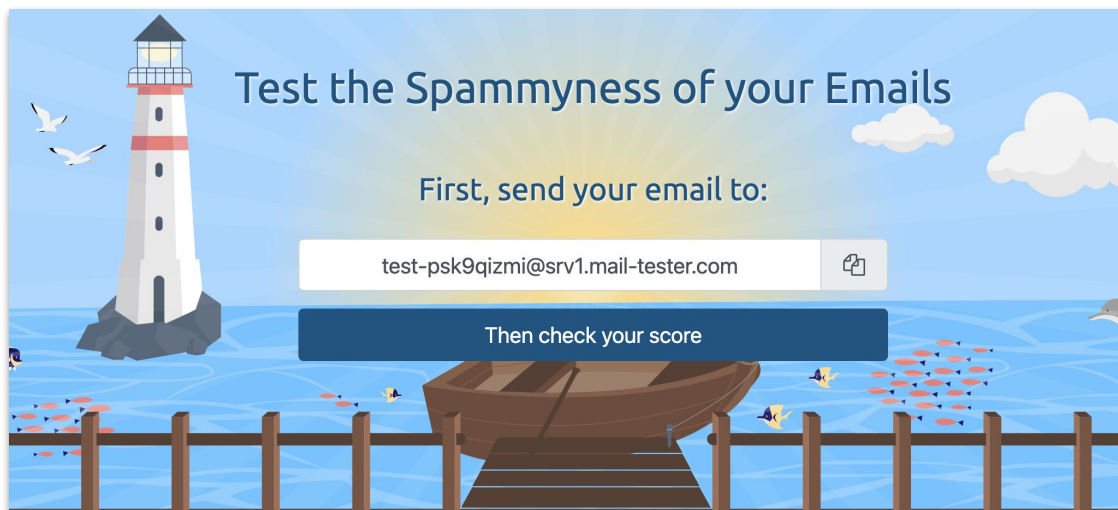 Test the Spammyness of your Emails
First, send your email to:
test-psk9qizmi@srv1.mail-tester.com
Then check your score